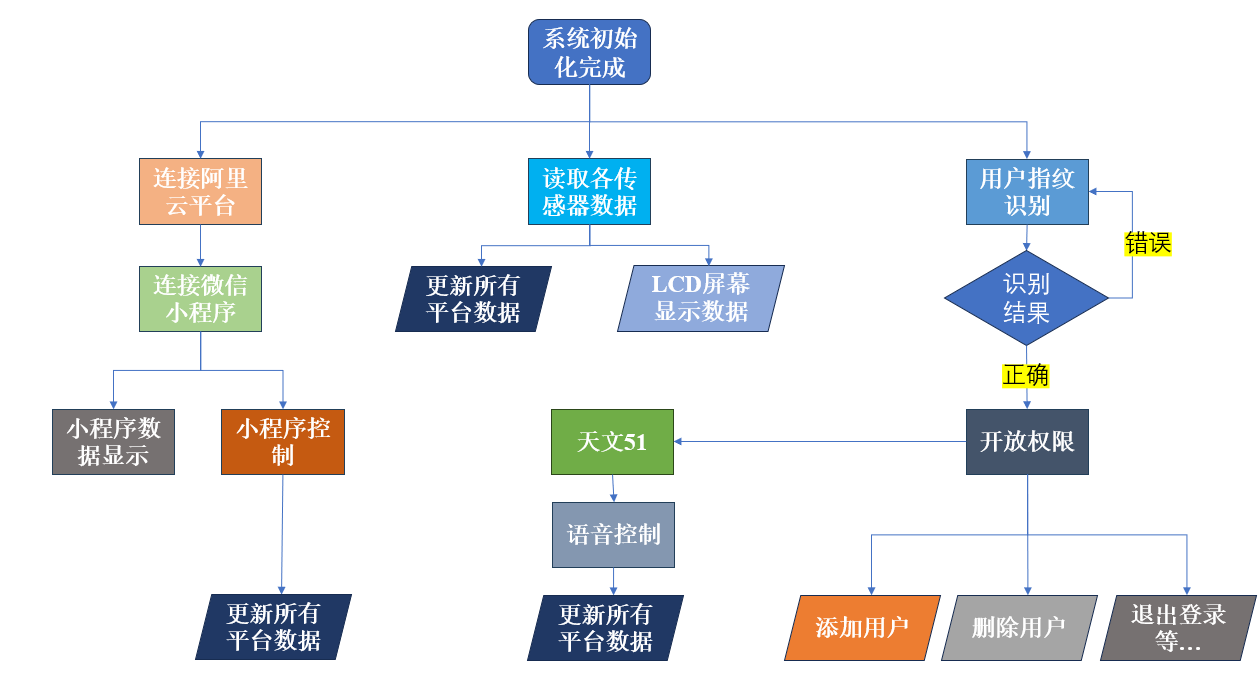 系统初始
化完成
连接阿里
云平台
读取各传
感器数据
用户指纹
识别
错误
连接微信
小程序
更新所有
平台数据
LCD屏幕
显示数据
识别
结果
正确
小程序数
据显示
小程序控
制
天文51
开放权限
语音控制
更新所有
平台数据
更新所有
平台数据
添加用户
删除用户
退出登录
等...